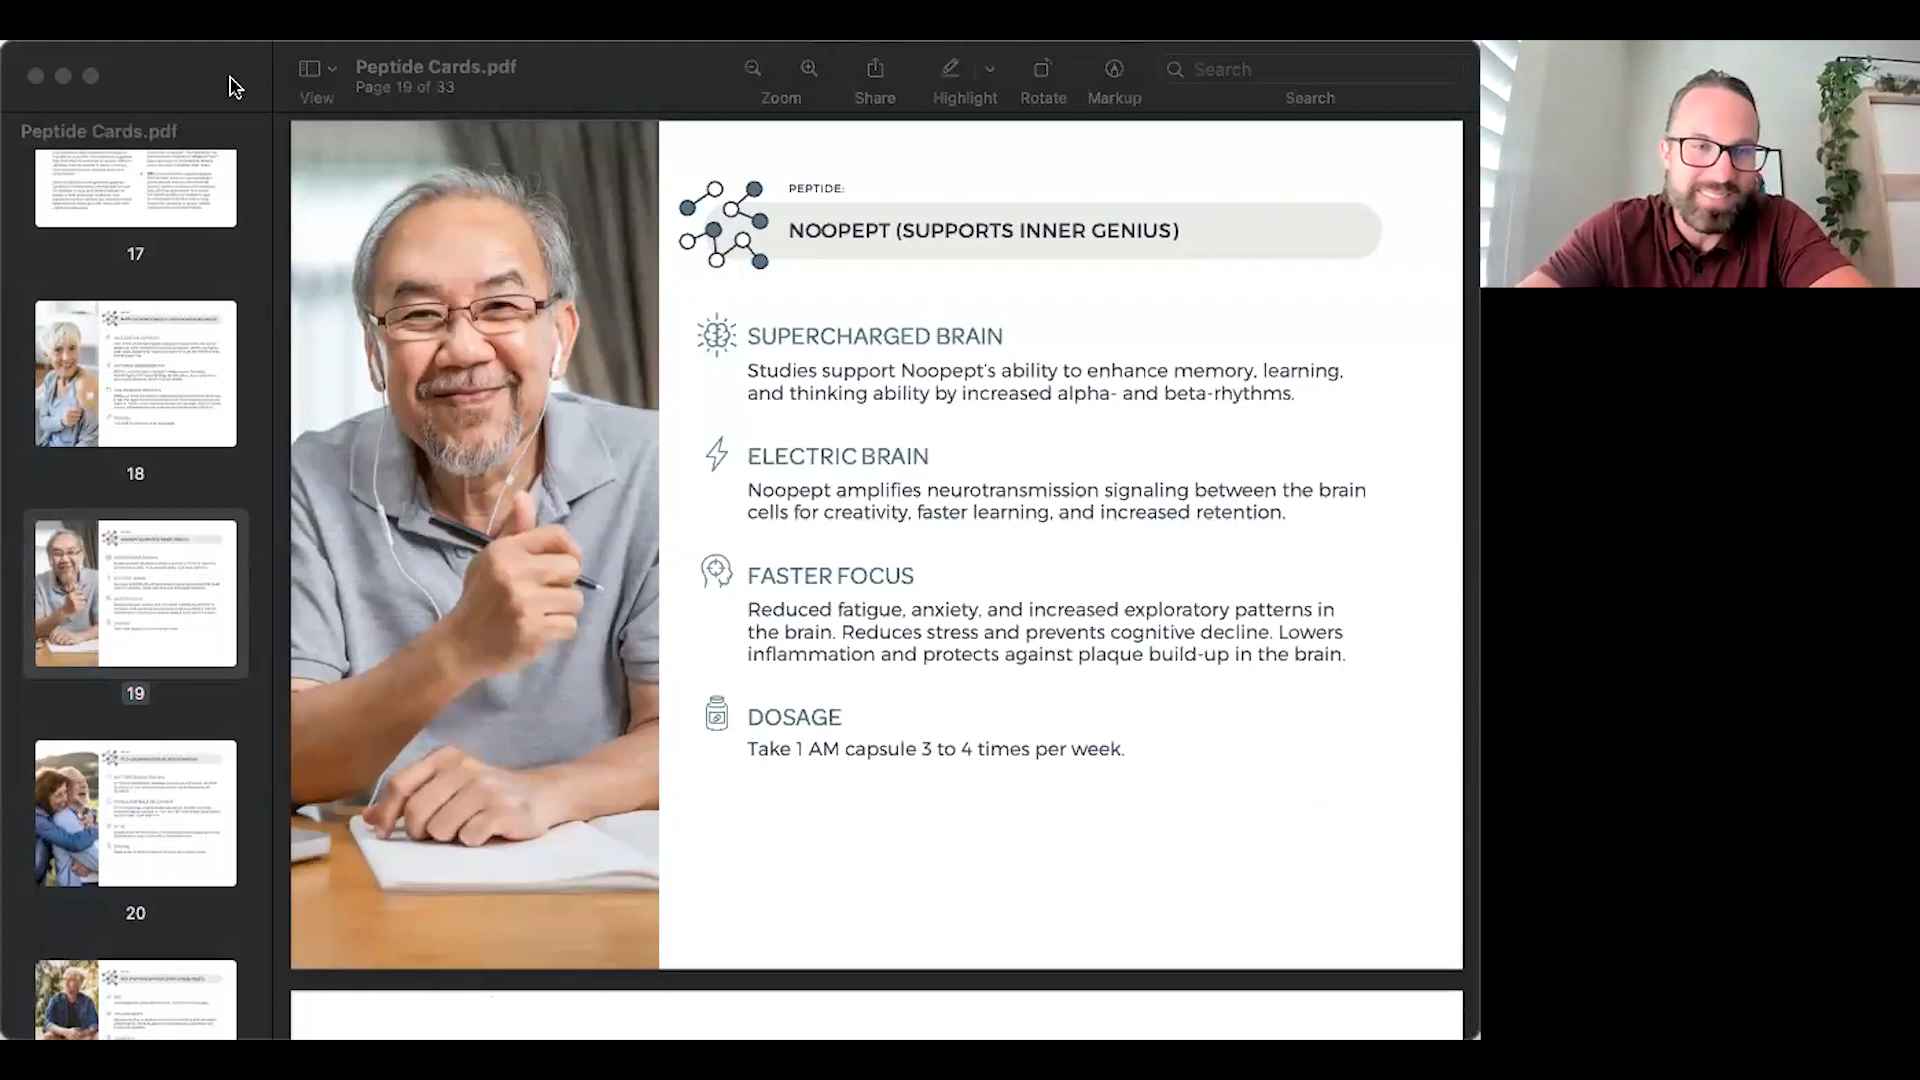 Peptide Cards.pdf
Page 19 of 33
View
Zoom
Share
Highlight
Rotate
Markup
Search
Search
Peptide Cards.pdf
17
18
19
20
PEPTIDE:
NOOPEPT (SUPPORTS INNER GENIUS)
SUPERCHARGED BRAIN
Studies support Noopept's ability to enhance memory, learning,
and thinking ability by increased alpha- and beta-rhythms.
ELECTRIC BRAIN
Noopept amplifies neurotransmission signaling between the brain
cells for creativity, faster learning, and increased retention.
FASTER FOCUS
Reduced fatigue, anxiety, and increased exploratory patterns in
the brain. Reduces stress and prevents cognitive decline. Lowers
inflammation and protects against plaque build-up in the brain.
DOSAGE
Take 1 AM capsule 3 to 4 times per week.